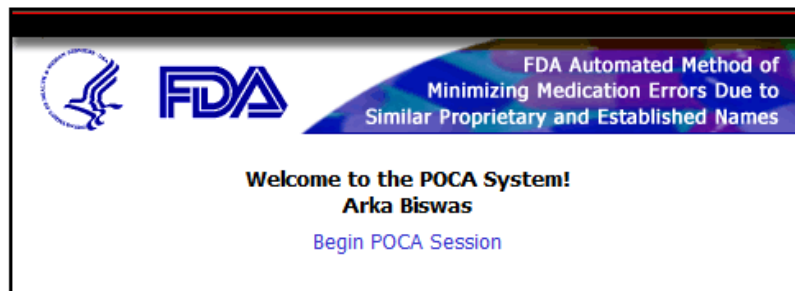 FDA
FDA Automated Method of
Minimizing Medication Errors Due to
Similar Proprietary and Established Names
Welcome to the POCA System!
Arka Biswas
Begin POCA Session